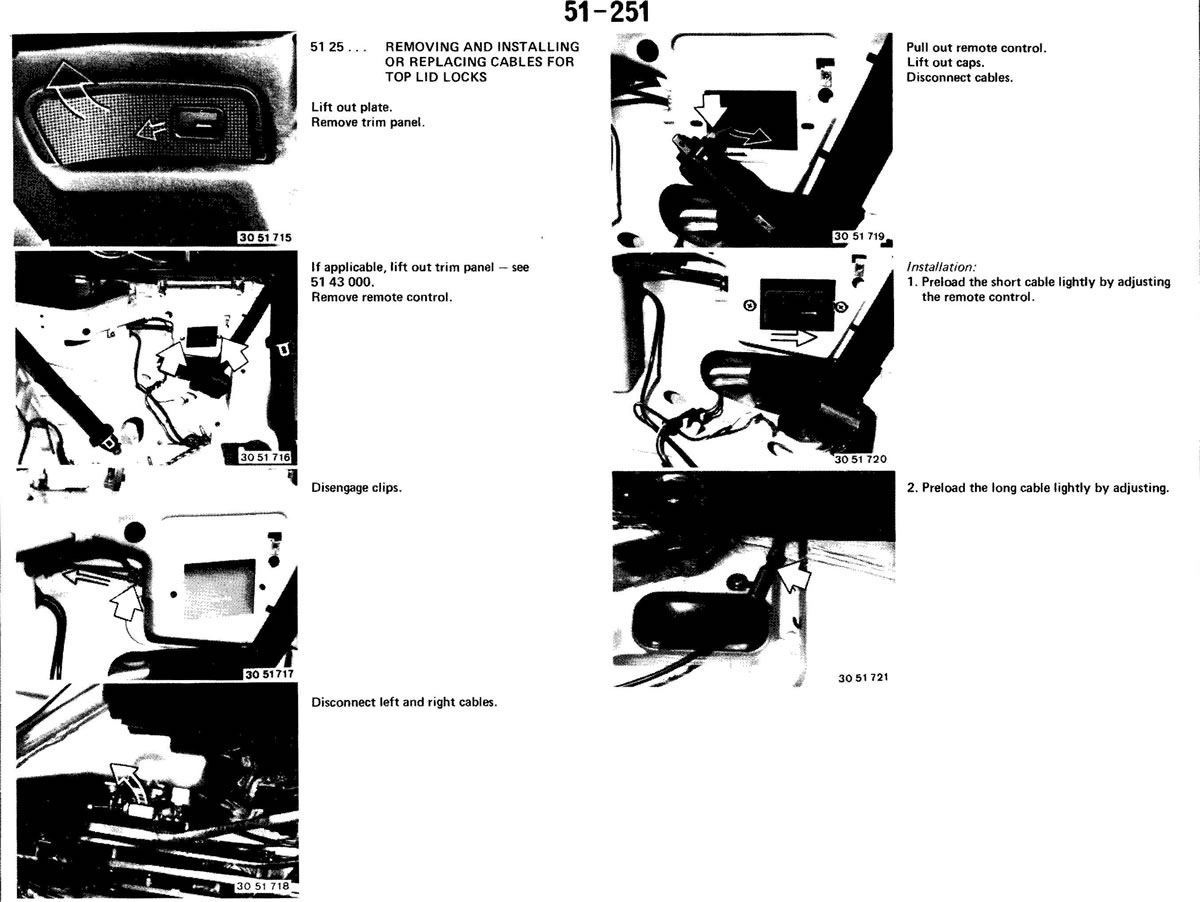 51-251
51 25 . . . REMOVING AND INSTALLING
OR REPLACING CABLES FOR
TOP LID LOCKS
Lift out plate.
Remove trim panel.
30 51 715
If applicable, lift out trim panel – see
51 43 000.
Remove remote control.
30 51 716
Disengage clips.
30 51 717
Disconnect left and right cables.
30 51 718
Pull out remote control.
Lift out caps.
Disconnect cables.
30 51 719
Installation:
1. Preload the short cable lightly by adjusting
the remote control.
30 51 720
2. Preload the long cable lightly by adjusting.
30 51 721